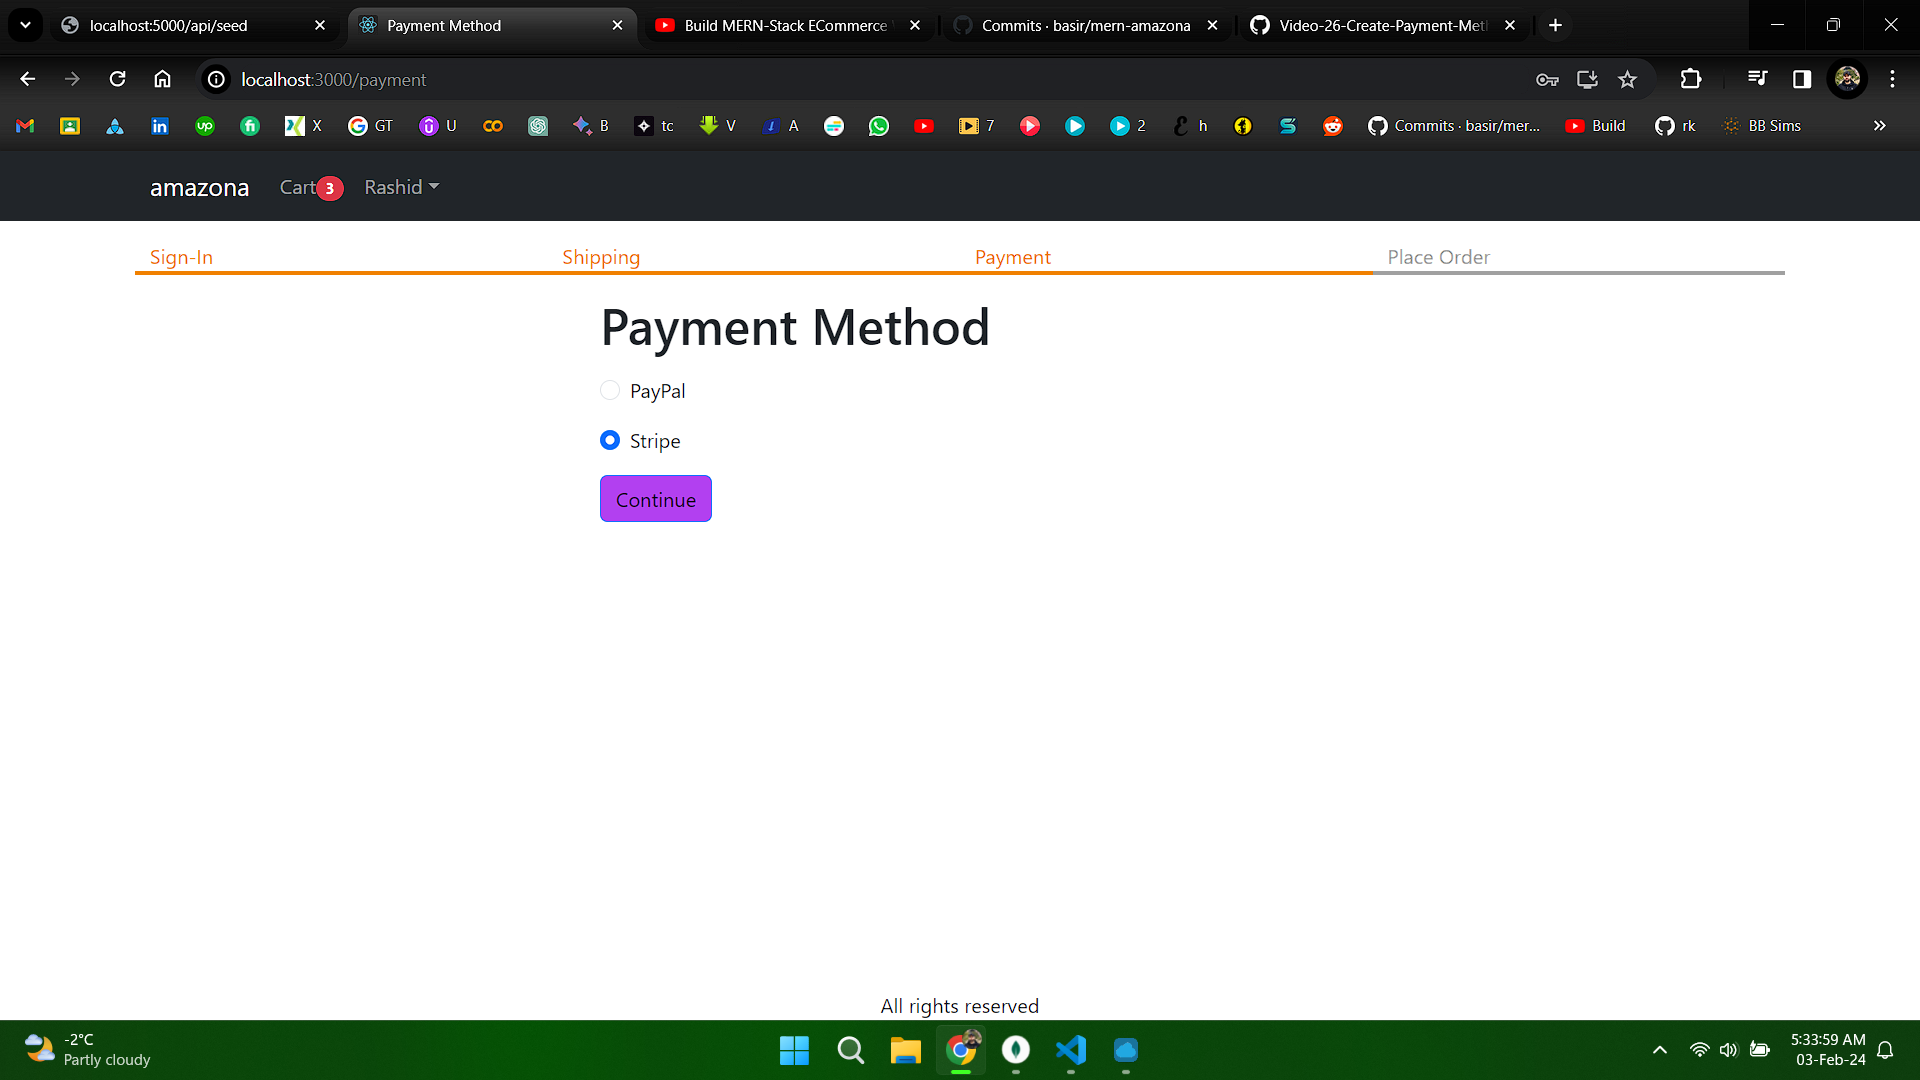 localhost:5000/api/seed
Payment Method
Build MERN-Stack ECommerce
Commits · basir/mern-amazona
Video-26-Create-Payment-Met
localhost:3000/payment
X
GT
U
B
tc
V
A
7
2
h
Commits · basir/mer...
Build
rk
BB Sims
amazona
Cart 3
Rashid
Sign-In
Shipping
Payment
Place Order
Payment Method
PayPal
Stripe
Continue
All rights reserved
-2°C
Partly cloudy
5:33:59 AM
03-Feb-24